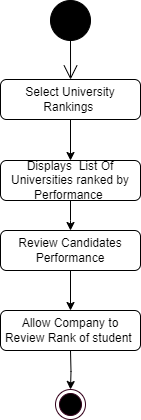 Select University
Rankings
Displays  List Of
Universities ranked by
Performance
Review Candidates
Performance
Allow Company to
Review Rank of student